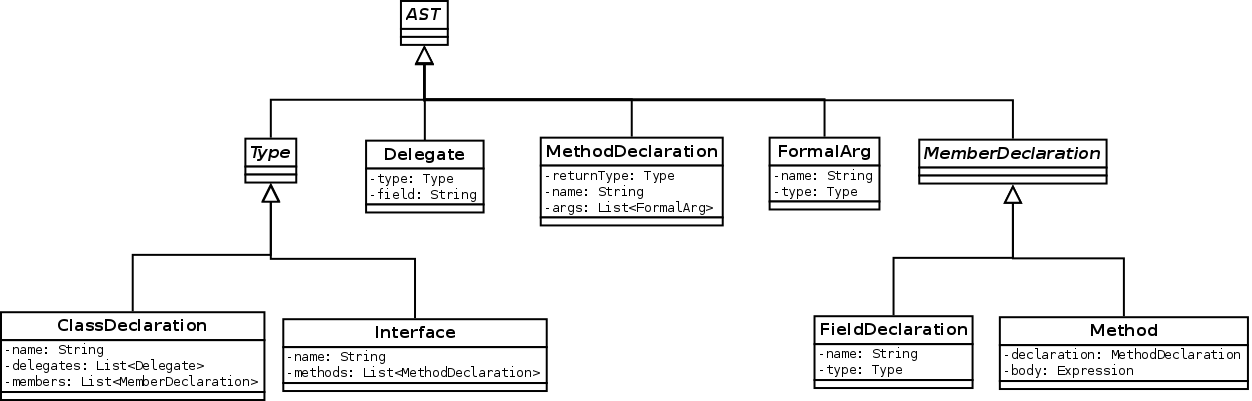 AST
Type
Delegate
-type: Type
-field: String
MethodDeclaration
-returnType: Type
-name: String
-args: List<FormalArg>
FormalArg
-name: String
-type: Type
MemberDeclaration
ClassDeclaration
-name: String
-delegates: List<Delegate>
-members: List<MemberDeclaration>
Interface
-name: String
-methods: List<MethodDeclaration>
FieldDeclaration
-name: String
-type: Type
Method
-declaration: MethodDeclaration
-body: Expression